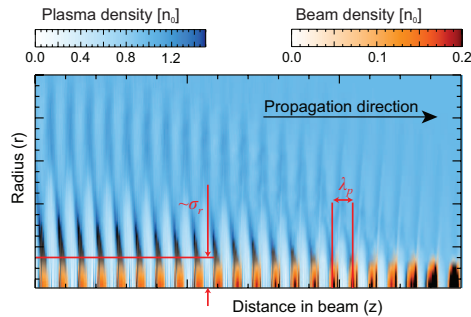 Plasma density [n₀]
Beam density [n₀]
0.0 0.4 0.8 1.2
0.0 0.1 0.2
Propagation direction
Radius (r)
~σᵣ
λₚ
Distance in beam (z)